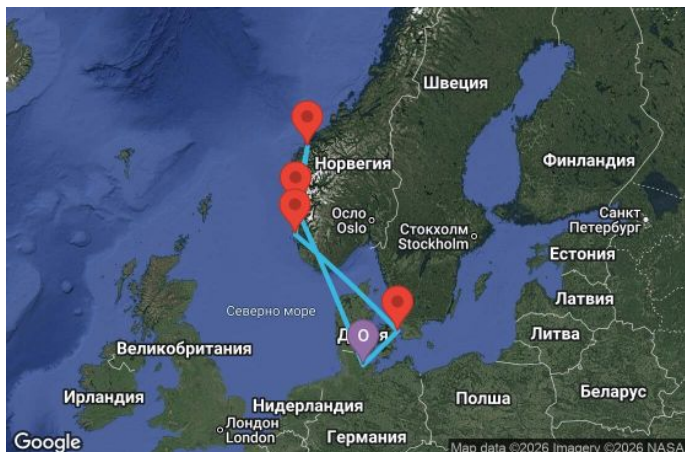 Швеция
Норвегия
Финландия
Осло
Oslo
Санкт
Петербург
Стокхолм
Stockholm
Естония
Латвия
Северно море
O
Великобритания
Литва
Ирландия
Нидерландия
Полша
Беларус
Лондон
London
Германия
Google
Map data ©2026 Imagery ©2026 NASA